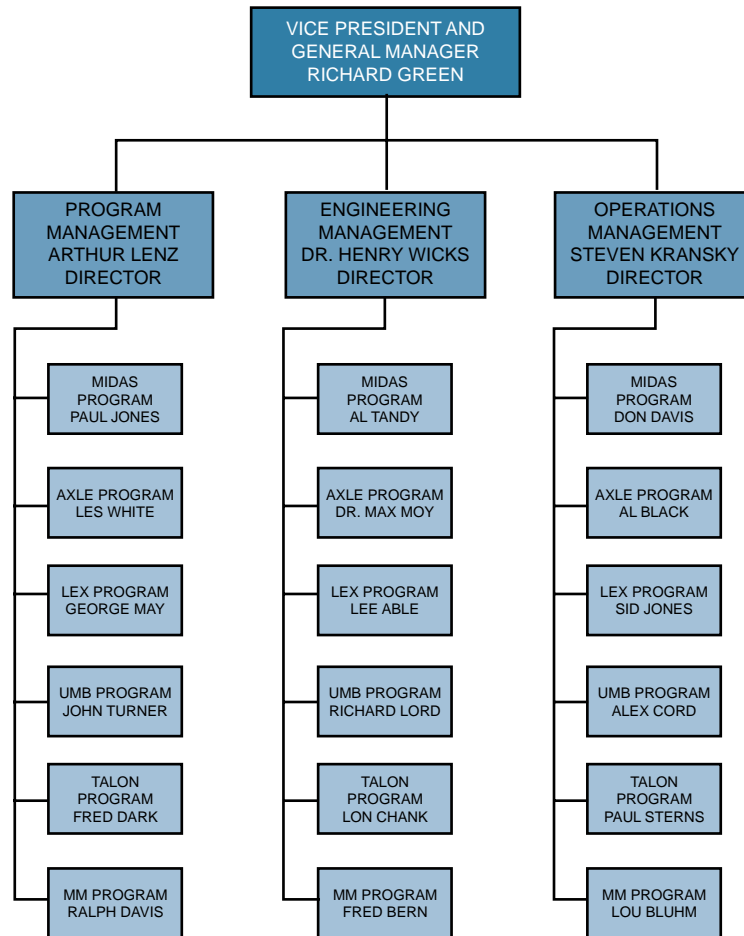 VICE PRESIDENT AND
GENERAL MANAGER
RICHARD GREEN
PROGRAM
MANAGEMENT
ARTHUR LENZ
DIRECTOR
ENGINEERING
MANAGEMENT
DR. HENRY WICKS
DIRECTOR
OPERATIONS
MANAGEMENT
STEVEN KRANSKY
DIRECTOR
MIDAS
PROGRAM
PAUL JONES
AXLE PROGRAM
LES WHITE
LEX PROGRAM
GEORGE MAY
UMB PROGRAM
JOHN TURNER
TALON
PROGRAM
FRED DARK
MM PROGRAM
RALPH DAVIS
MIDAS
PROGRAM
AL TANDY
AXLE PROGRAM
DR. MAX MOY
LEX PROGRAM
LEE ABLE
UMB PROGRAM
RICHARD LORD
TALON
PROGRAM
LON CHANK
MM PROGRAM
FRED BERN
MIDAS
PROGRAM
DON DAVIS
AXLE PROGRAM
AL BLACK
LEX PROGRAM
SID JONES
UMB PROGRAM
ALEX CORD
TALON
PROGRAM
PAUL STERNS
MM PROGRAM
LOU BLUHM